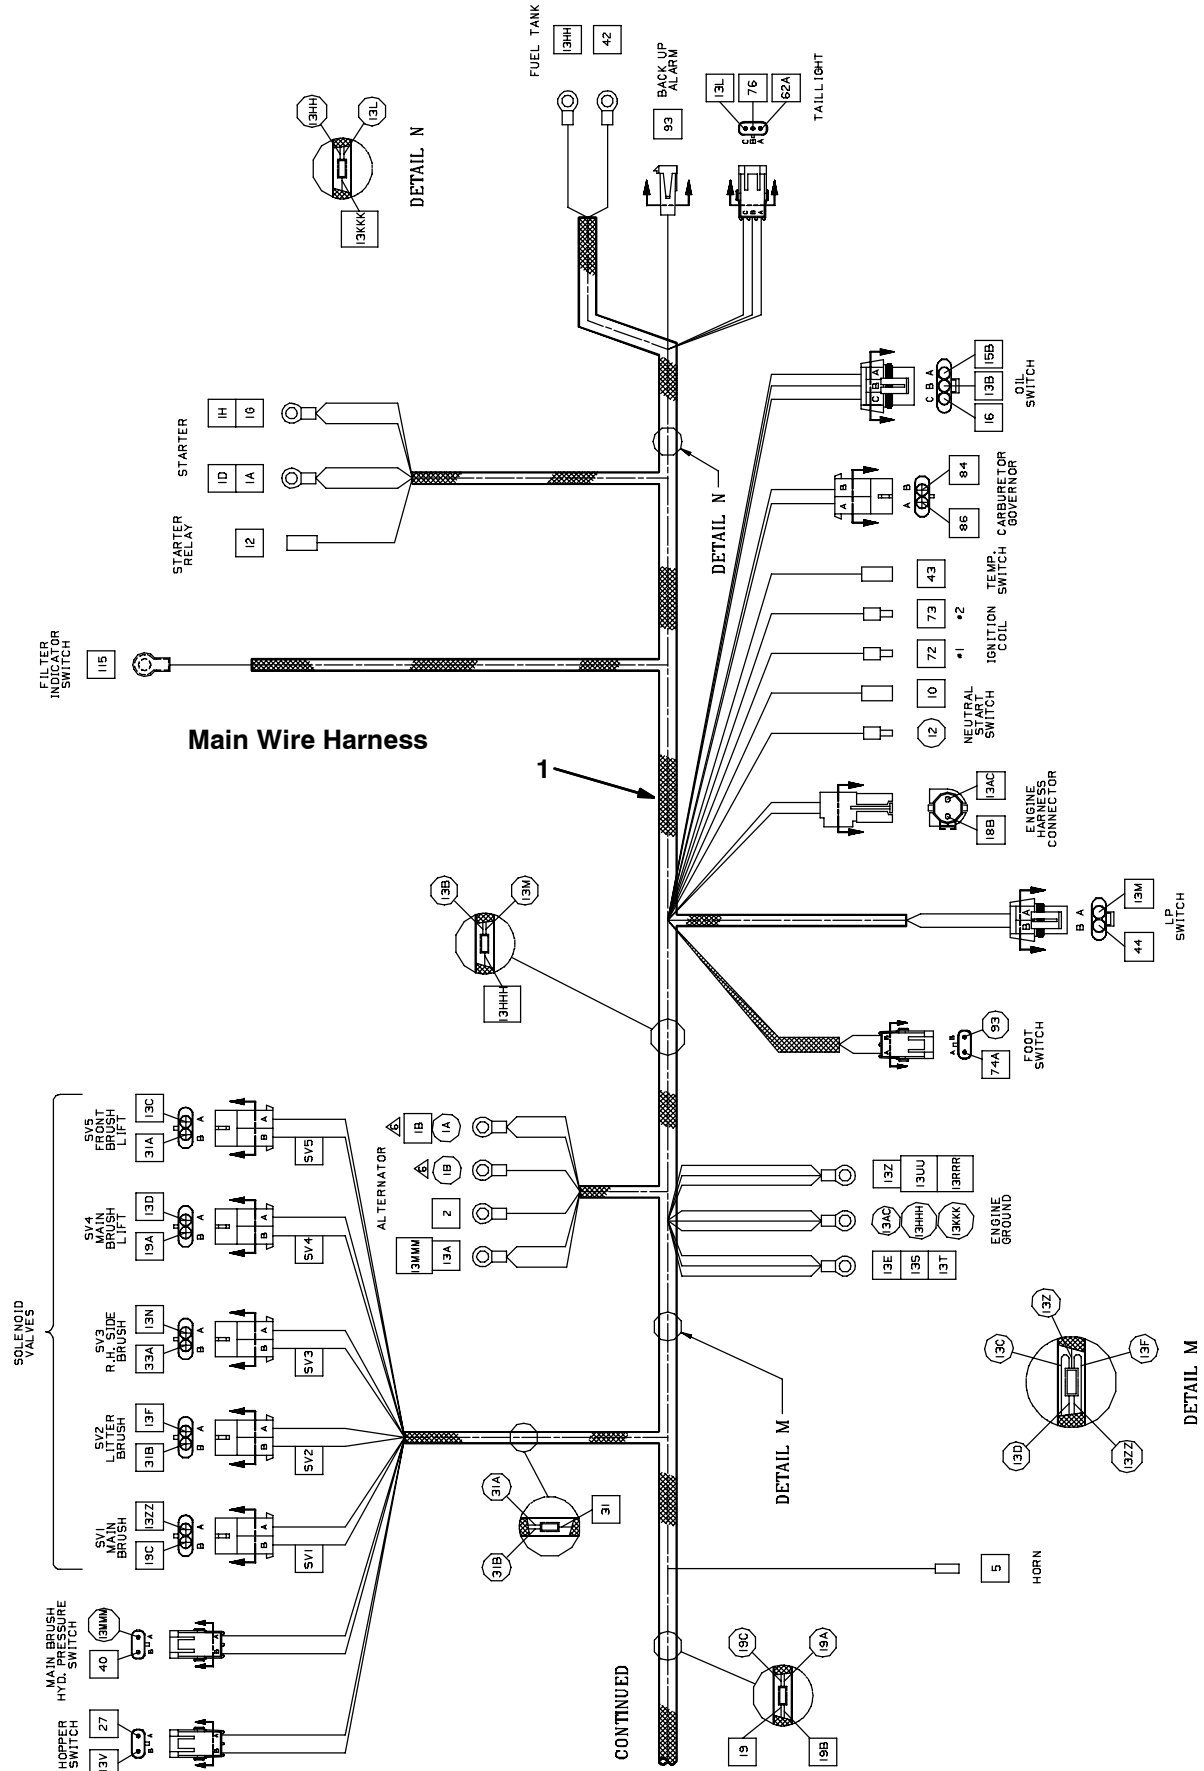 FUEL TANK
13HH
42
BACK UP
ALARM
93
13L
76
62A
TAILLIGHT
C
B
A
C
B
A
13HH
13L
13KKK
DETAIL N
STARTER
1H
1G
1D
1A
STARTER
RELAY
12
FILTER
INDICATOR
SWITCH
115
Main Wire Harness
1
DETAIL N
A
B
C
C B A
15B
13B
16
OIL
SWITCH
B
A
A B
84
86
CARBURETOR
GOVERNOR
43
TEMP.
SWITCH
73
#2
72
#1
IGNITION
COIL
10
12
NEUTRAL
START
SWITCH
13AC
18B
ENGINE
HARNESS
CONNECTOR
A
B
B A
13M
44
LP
SWITCH
B
A
A B
93
74A
FOOT
SWITCH
13B
13M
13HHH
SOLENOID
VALVES
SV5
FRONT
BRUSH
LIFT
13C
31A
B A
B A
SV5
SV4
MAIN
BRUSH
LIFT
13D
19A
B A
B A
SV4
SV3
R.H. SIDE
BRUSH
13N
33A
B A
B A
SV3
SV2
LITTER
BRUSH
13F
31B
B A
B A
SV2
SV1
MAIN
BRUSH
13ZZ
19C
B A
B A
SV1
MAIN BRUSH
HYD. PRESSURE
SWITCH
13MMM
40
B A
B A
HOPPER
SWITCH
27
13V
B A
B A
ALTERNATOR
6
1B
1A
6
1B
2
13MMM
13A
13Z
13UU
13RRR
13AC
13HHH
13KKK
13E
13S
13T
ENGINE
GROUND
DETAIL M
13Z
13C
13F
13D
13ZZ
DETAIL M
31A
31B
31
5
HORN
19C
19A
19
19B
CONTINUED